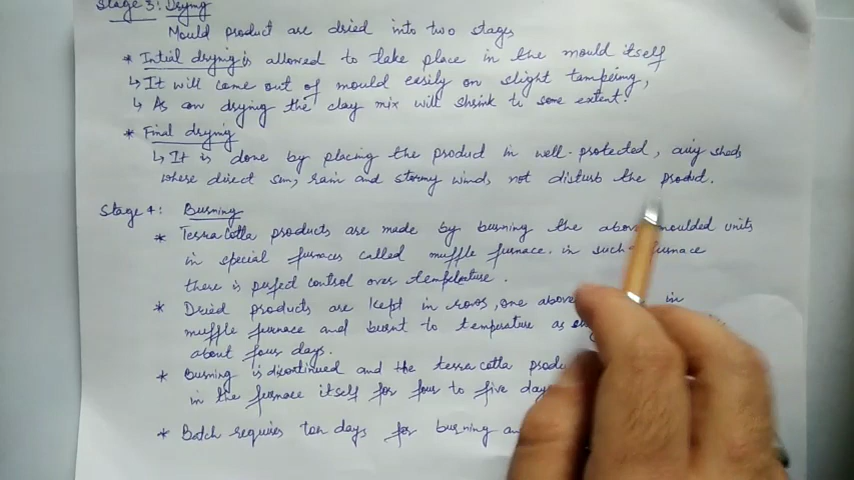 Stage 3: Drying
Mould product are dried into two stages
* Intial drying is allowed to take place in the mould itself
↳ It will came out of mould easily on slight tampering,
↳ As on drying the clay mix will shrink to some extent.
* Final drying
↳ It is done by placing the product in well-protected, airy sheds
where direct sun, rain and stormy winds not disturb the product.
Stage 4: Burning
* Terracotta products are made by burning the above moulded units
in special furnaces called muffle furnace. in such furnace
there is perfect control over temperature.
* Dried products are kept in rows, one above in
muffle furnace and burnt to temperature as
about four days.
* Burning is discontinued and the terracotta produ
in the furnace itself for four to five days
* Batch requires ten days for burning an